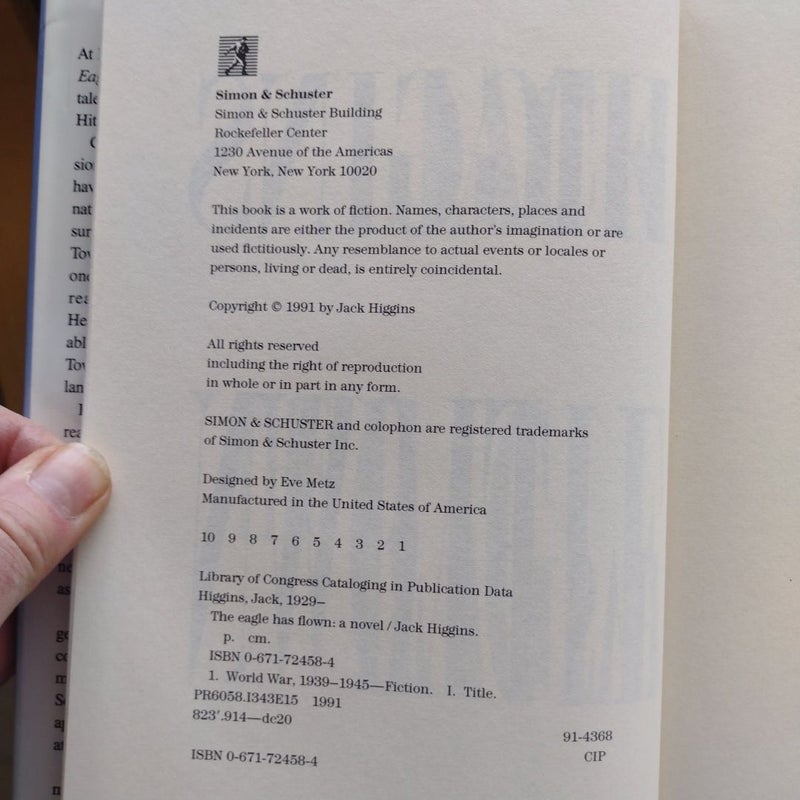 Simon & Schuster
Simon & Schuster Building
Rockefeller Center
1230 Avenue of the Americas
New York, New York 10020
This book is a work of fiction. Names, characters, places and
incidents are either the product of the author's imagination or are
used fictitiously. Any resemblance to actual events or locales or
persons, living or dead, is entirely coincidental.
Copyright © 1991 by Jack Higgins
All rights reserved
including the right of reproduction
in whole or in part in any form.
SIMON & SCHUSTER and colophon are registered trademarks
of Simon & Schuster Inc.
Designed by Eve Metz
Manufactured in the United States of America
10 9 8 7 6 5 4 3 2 1
Library of Congress Cataloging in Publication Data
Higgins, Jack, 1929–
The eagle has flown: a novel / Jack Higgins.
p. cm.
ISBN 0-671-72458-4
1. World War, 1939–1945—Fiction. I. Title.
PR6058.I343E15 1991
823'.914—dc20
91-4368
CIP
ISBN 0-671-72458-4